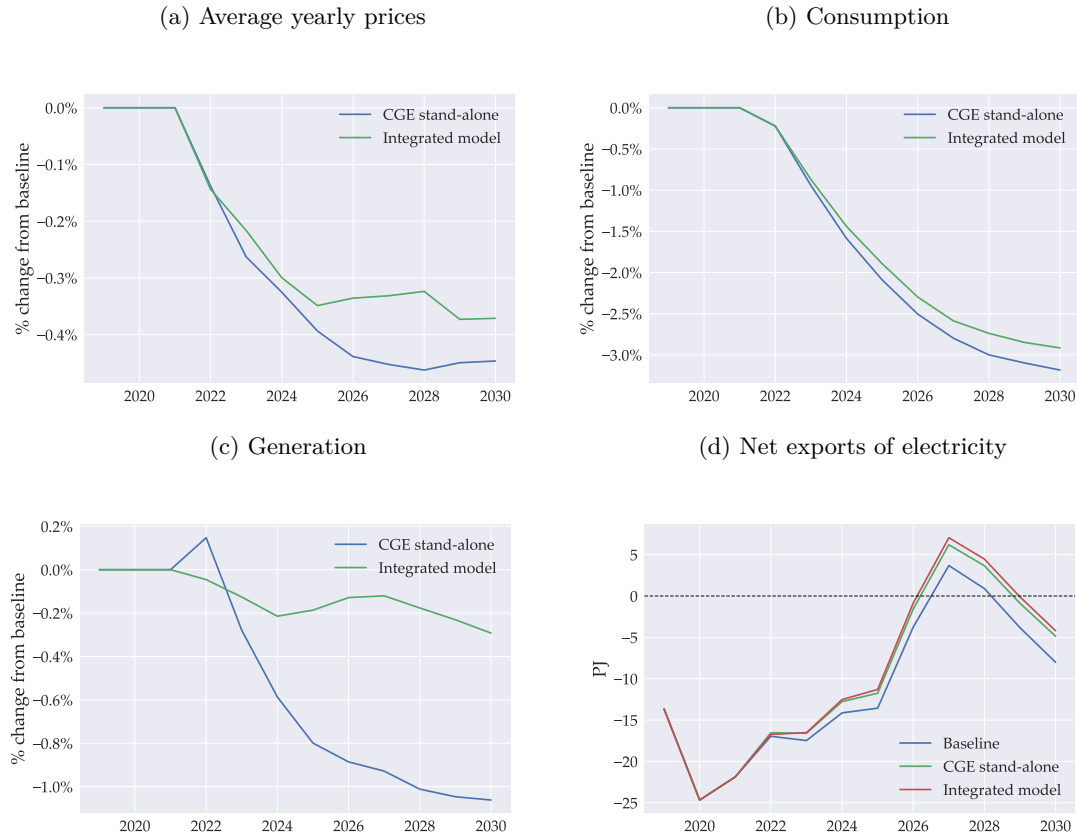 (a) Average yearly prices
0.0%
−0.1%
−0.2%
−0.3%
−0.4%
% change from baseline
CGE stand-alone
Integrated model
2020 2022 2024 2026 2028 2030
(b) Consumption
0.0%
−0.5%
−1.0%
−1.5%
−2.0%
−2.5%
−3.0%
% change from baseline
CGE stand-alone
Integrated model
2020 2022 2024 2026 2028 2030
(c) Generation
0.2%
0.0%
−0.2%
−0.4%
−0.6%
−0.8%
−1.0%
% change from baseline
CGE stand-alone
Integrated model
2020 2022 2024 2026 2028 2030
(d) Net exports of electricity
5
0
−5
−10
−15
−20
−25
PJ
Baseline
CGE stand-alone
Integrated model
2020 2022 2024 2026 2028 2030